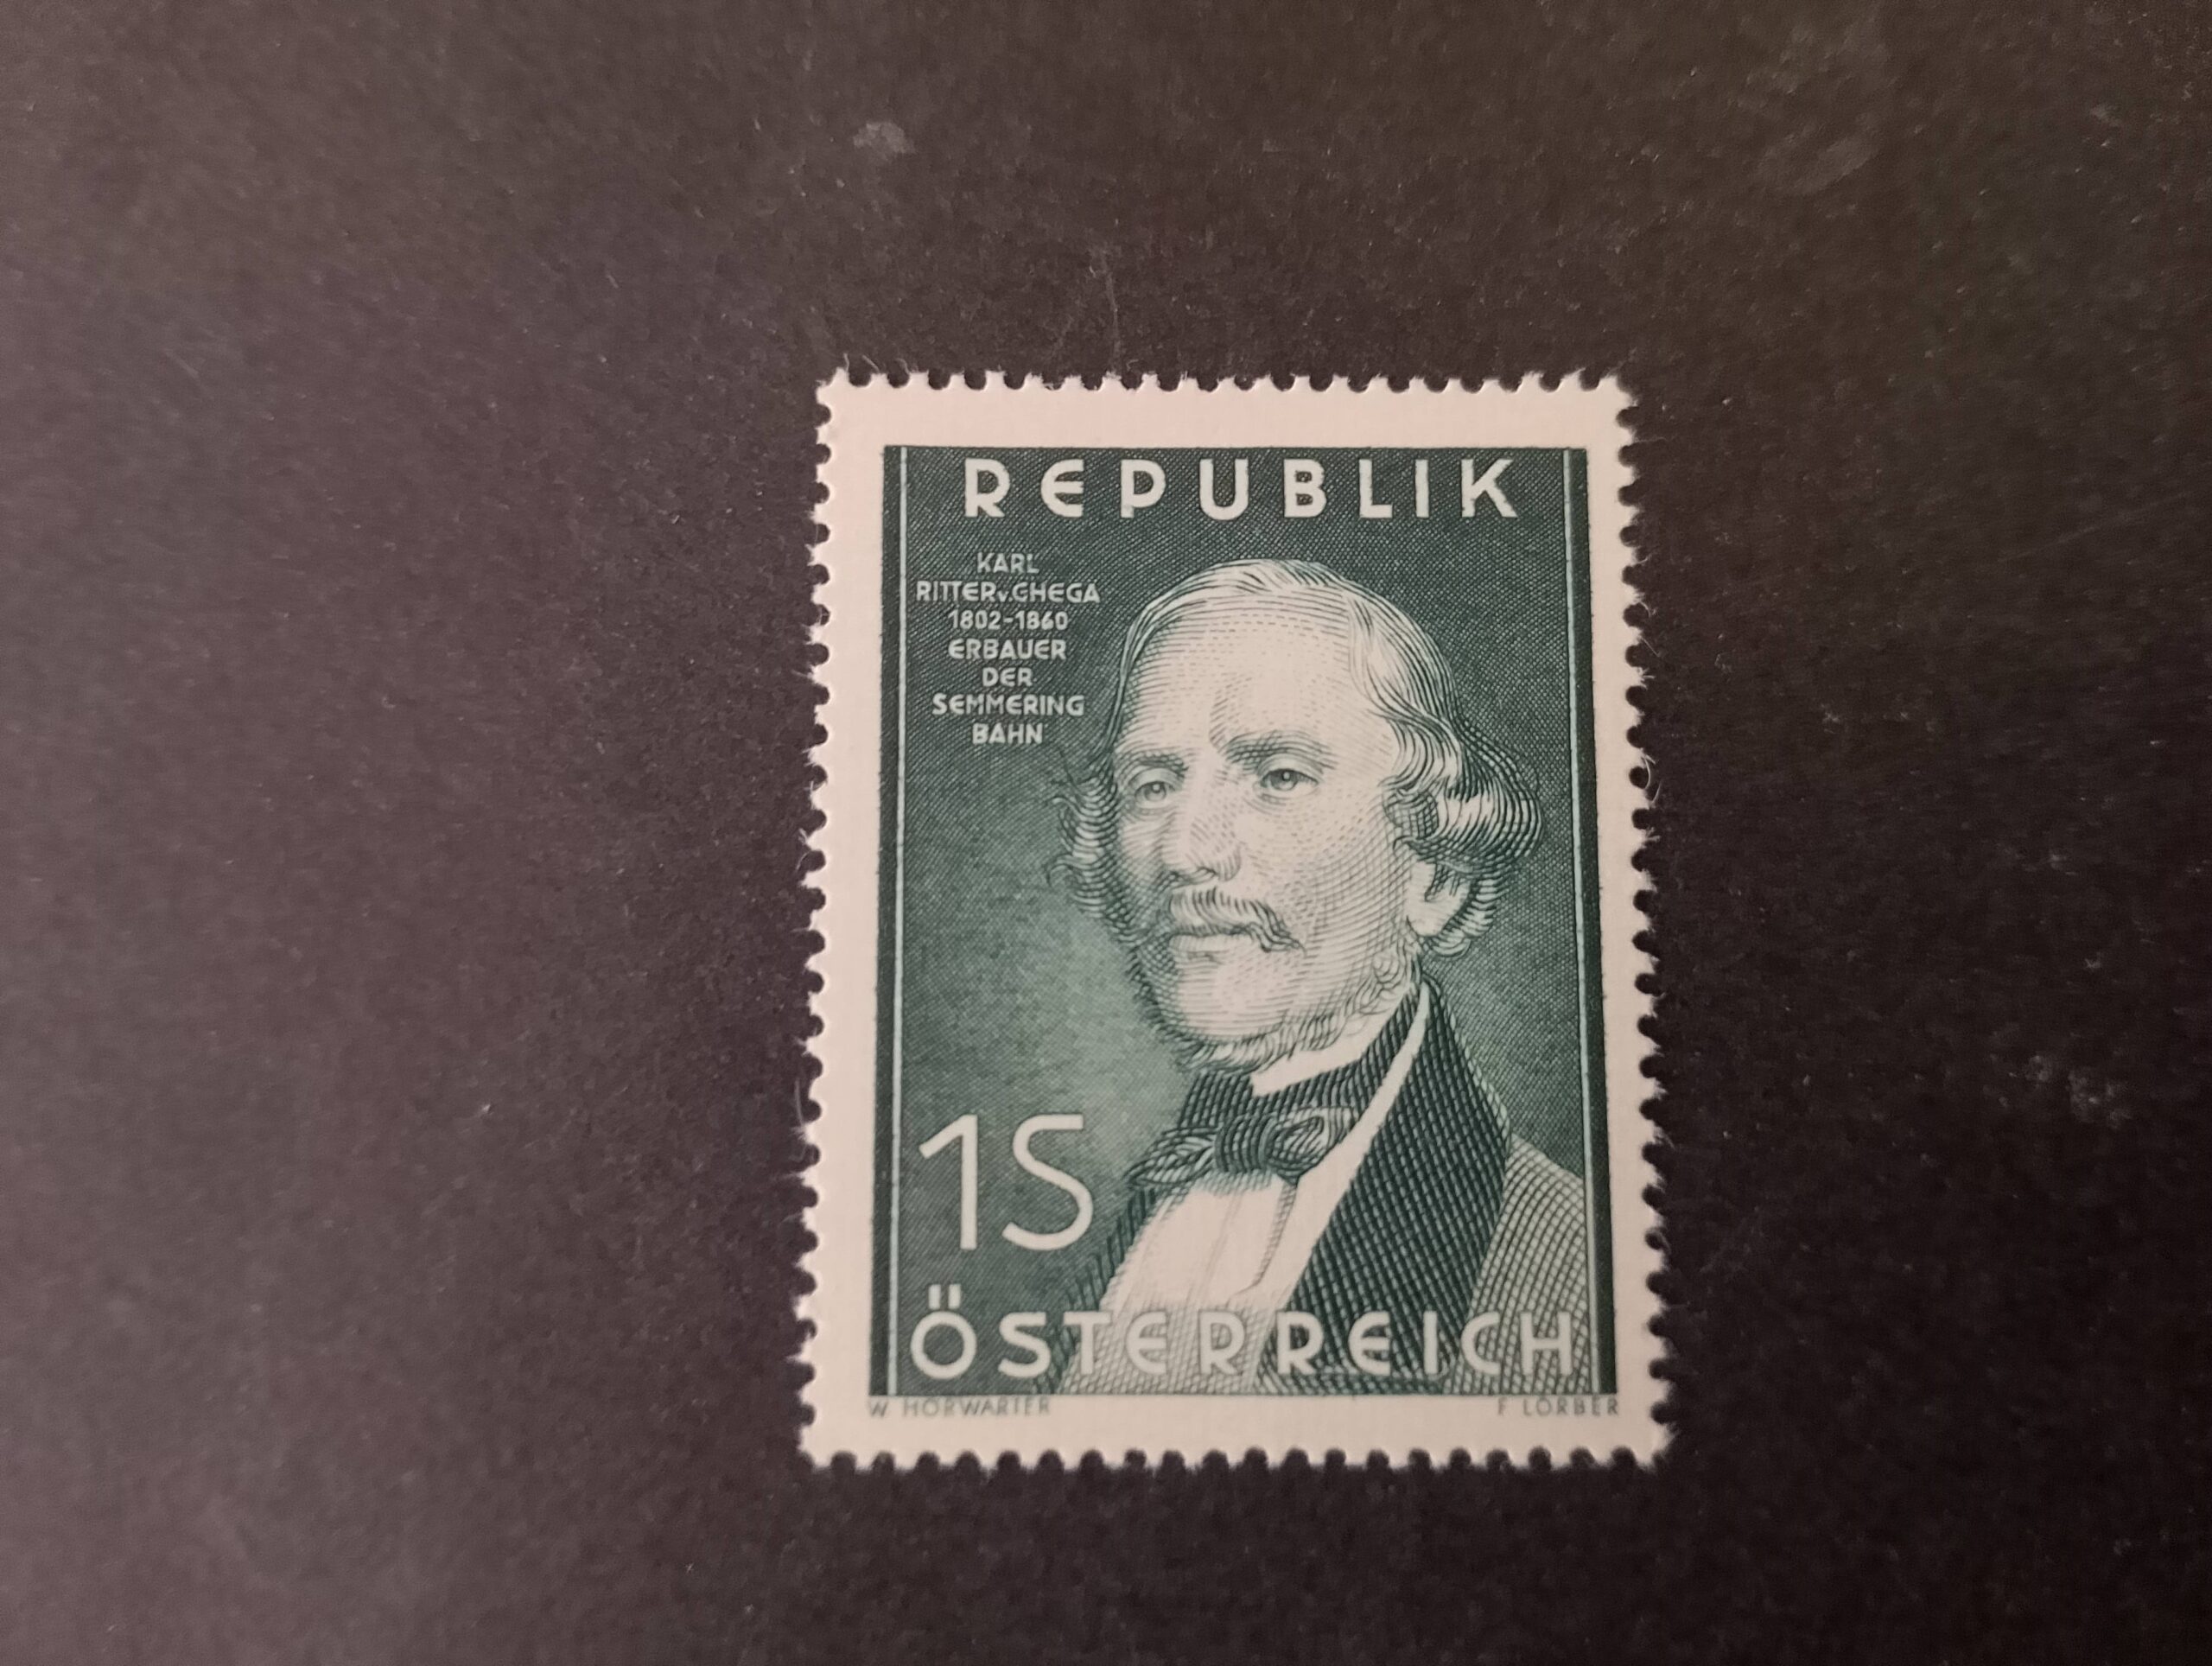 REPUBLIK
KARL
RITTER v. GHEGA
1802-1860
ERBAUER
DER
SEMMERING
BAHN
1S
ÖSTERREICH
W HORWARTER F LORBER